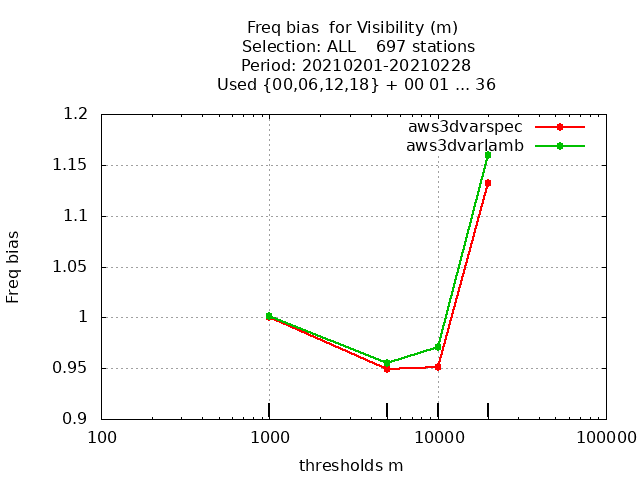 Freq bias  for Visibility (m)
Selection: ALL    697 stations
Period: 20210201-20210228
Used {00,06,12,18} + 00 01 ... 36
1.2
1.15
1.1
1.05
1
0.95
0.9
Freq bias
aws3dvarspec
aws3dvarlamb
100
1000
10000
100000
thresholds m